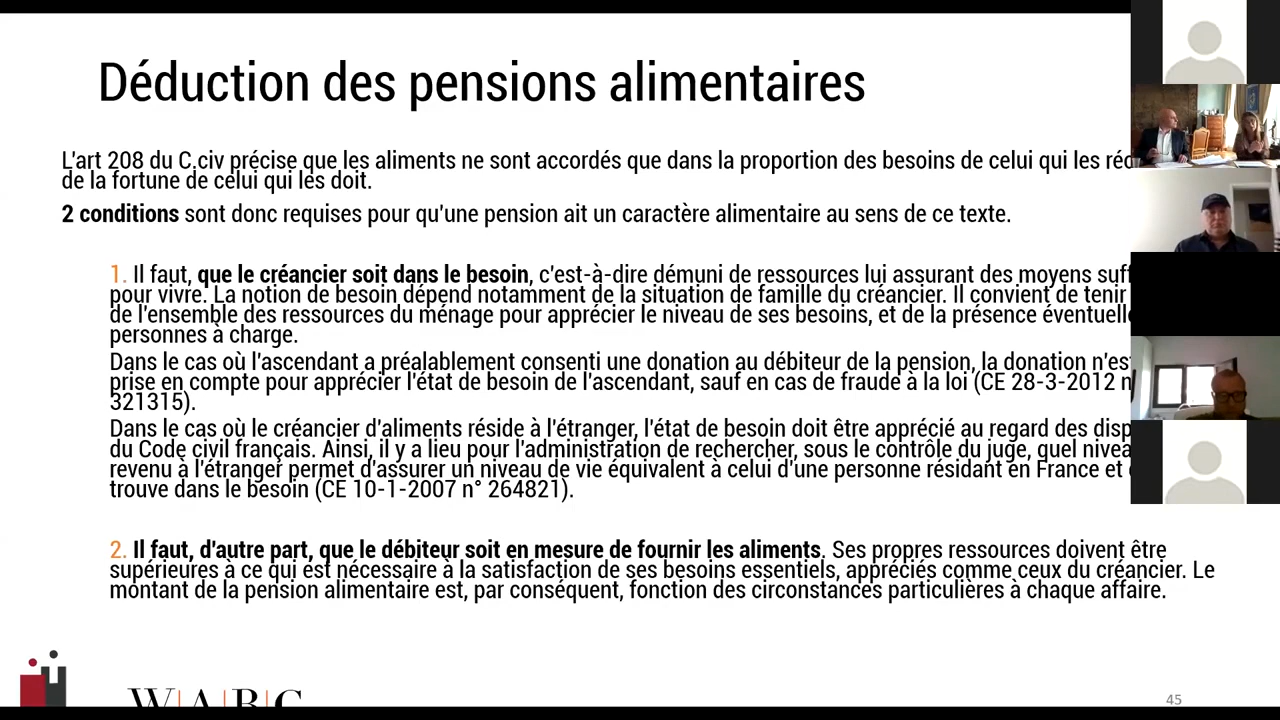 Déduction des pensions alimentaires
L'art 208 du C.civ précise que les aliments ne sont accordés que dans la proportion des besoins de celui qui les
de la fortune de celui qui les doit.
2 conditions sont donc requises pour qu'une pension ait un caractère alimentaire au sens de ce texte.
1. Il faut, que le créancier soit dans le besoin, c'est-à-dire démuni de ressources lui assurant des moyens
pour vivre. La notion de besoin dépend notamment de la situation de famille du créancier. Il convient de tenir
de l'ensemble des ressources du ménage pour apprécier le niveau de ses besoins, et de la présence éventuelle
personnes à charge.
Dans le cas où l'ascendant a préalablement consenti une donation au débiteur de la pension, la donation
prise en compte pour apprécier l'état de besoin de l'ascendant, sauf en cas de fraude à la loi (CE 28-3-2012
321315).
Dans le cas où le créancier d'aliments réside à l'étranger, l'état de besoin doit être apprécié au regard des
du Code civil français. Ainsi, il y a lieu pour l'administration de rechercher, sous le contrôle du juge, quel
revenu à l'étranger permet d'assurer un niveau de vie équivalent à celui d'une personne résidant en France et
trouve dans le besoin (CE 10-1-2007 n° 264821).
2. Il faut, d'autre part, que le débiteur soit en mesure de fournir les aliments. Ses propres ressources doivent être
supérieures à ce qui est nécessaire à la satisfaction de ses besoins essentiels, appréciés comme ceux du créancier. Le
montant de la pension alimentaire est, par conséquent, fonction des circonstances particulières à chaque affaire.
W|A|B|C
45